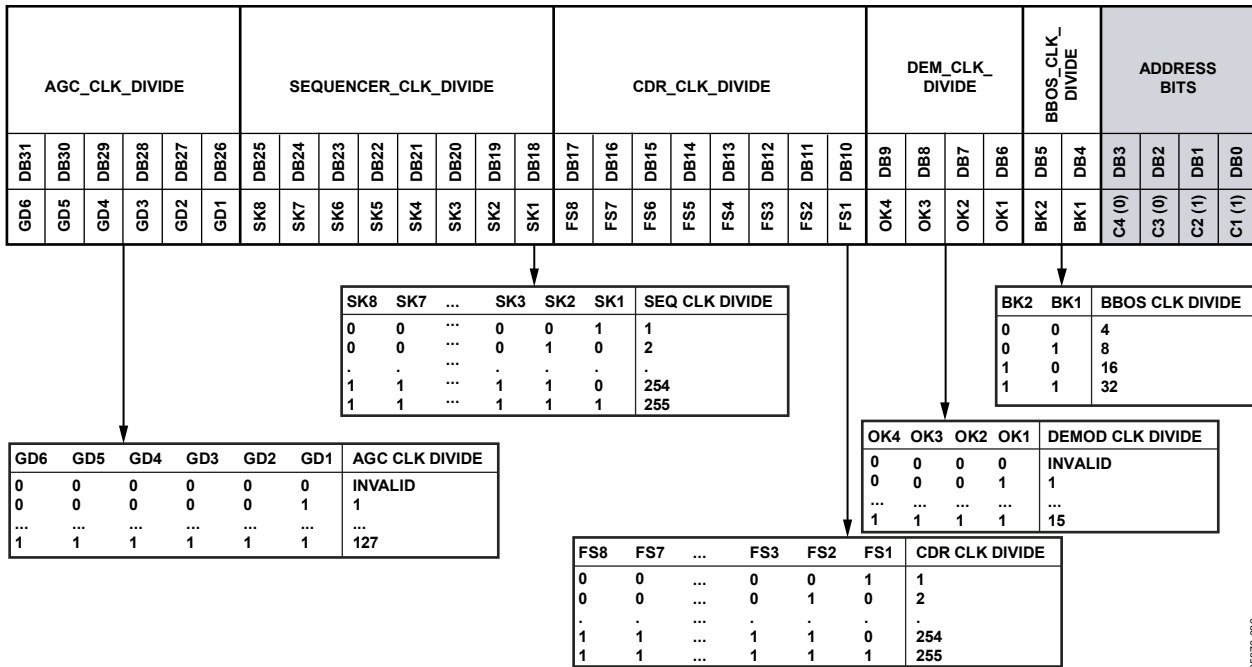 AGC_CLK_DIVIDE SEQUENCER_CLK_DIVIDE CDR_CLK_DIVIDE DEM_CLK_ DIVIDE BBOS_CLK_ DIVIDE ADDRESS BITS
DB31 DB30 DB29 DB28 DB27 DB26 DB25 DB24 DB23 DB22 DB21 DB20 DB19 DB18 DB17 DB16 DB15 DB14 DB13 DB12 DB11 DB10 DB9 DB8 DB7 DB6 DB5 DB4 DB3 DB2 DB1 DB0
GD6 GD5 GD4 GD3 GD2 GD1 SK8 SK7 SK6 SK5 SK4 SK3 SK2 SK1 FS8 FS7 FS6 FS5 FS4 FS3 FS2 FS1 OK4 OK3 OK2 OK1 BK2 BK1 C4 (0) C3 (0) C2 (1) C1 (1)
SK8 SK7 ... SK3 SK2 SK1 SEQ CLK DIVIDE
0 0 ... 0 0 1 1
0 0 ... 0 1 0 2
. . ... . . . .
1 1 ... 1 1 0 254
1 1 ... 1 1 1 255
BK2 BK1 BBOS CLK DIVIDE
0 0 4
0 1 8
1 0 16
1 1 32
GD6 GD5 GD4 GD3 GD2 GD1 AGC CLK DIVIDE
0 0 0 0 0 0 INVALID
0 0 0 0 0 1 1
... ... ... ... ... ... ...
1 1 1 1 1 1 127
OK4 OK3 OK2 OK1 DEMOD CLK DIVIDE
0 0 0 0 INVALID
0 0 0 1 1
... ... ... ... ...
1 1 1 1 15
FS8 FS7 ... FS3 FS2 FS1 CDR CLK DIVIDE
0 0 ... 0 0 1 1
0 0 ... 0 1 0 2
. . ... . . . .
1 1 ... 1 1 0 254
1 1 ... 1 1 1 255